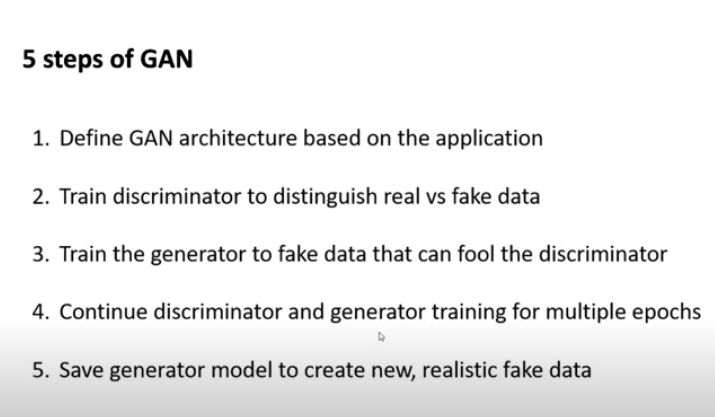 5 steps of GAN
1. Define GAN architecture based on the application
2. Train discriminator to distinguish real vs fake data
3. Train the generator to fake data that can fool the discriminator
4. Continue discriminator and generator training for multiple epochs
5. Save generator model to create new, realistic fake data